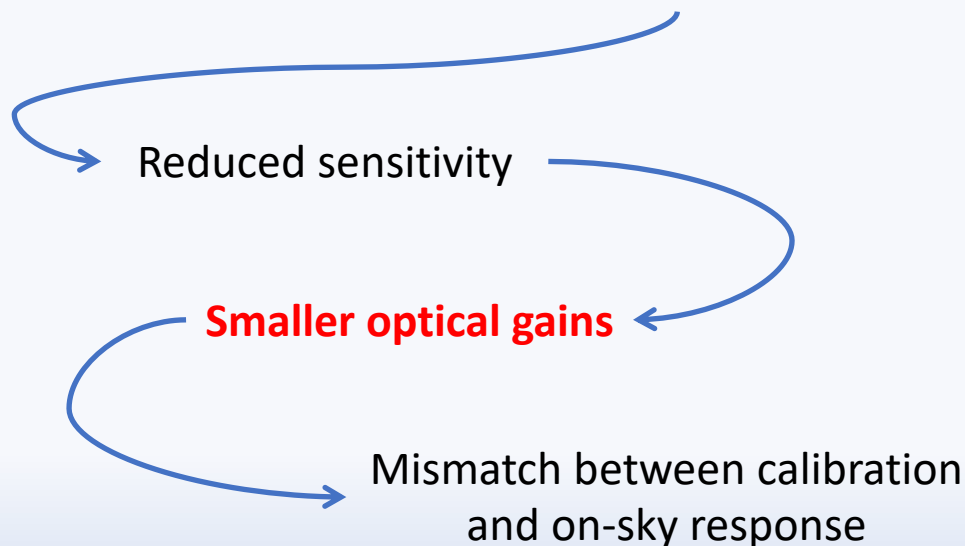 Reduced sensitivity
Smaller optical gains
Mismatch between calibration
and on-sky response